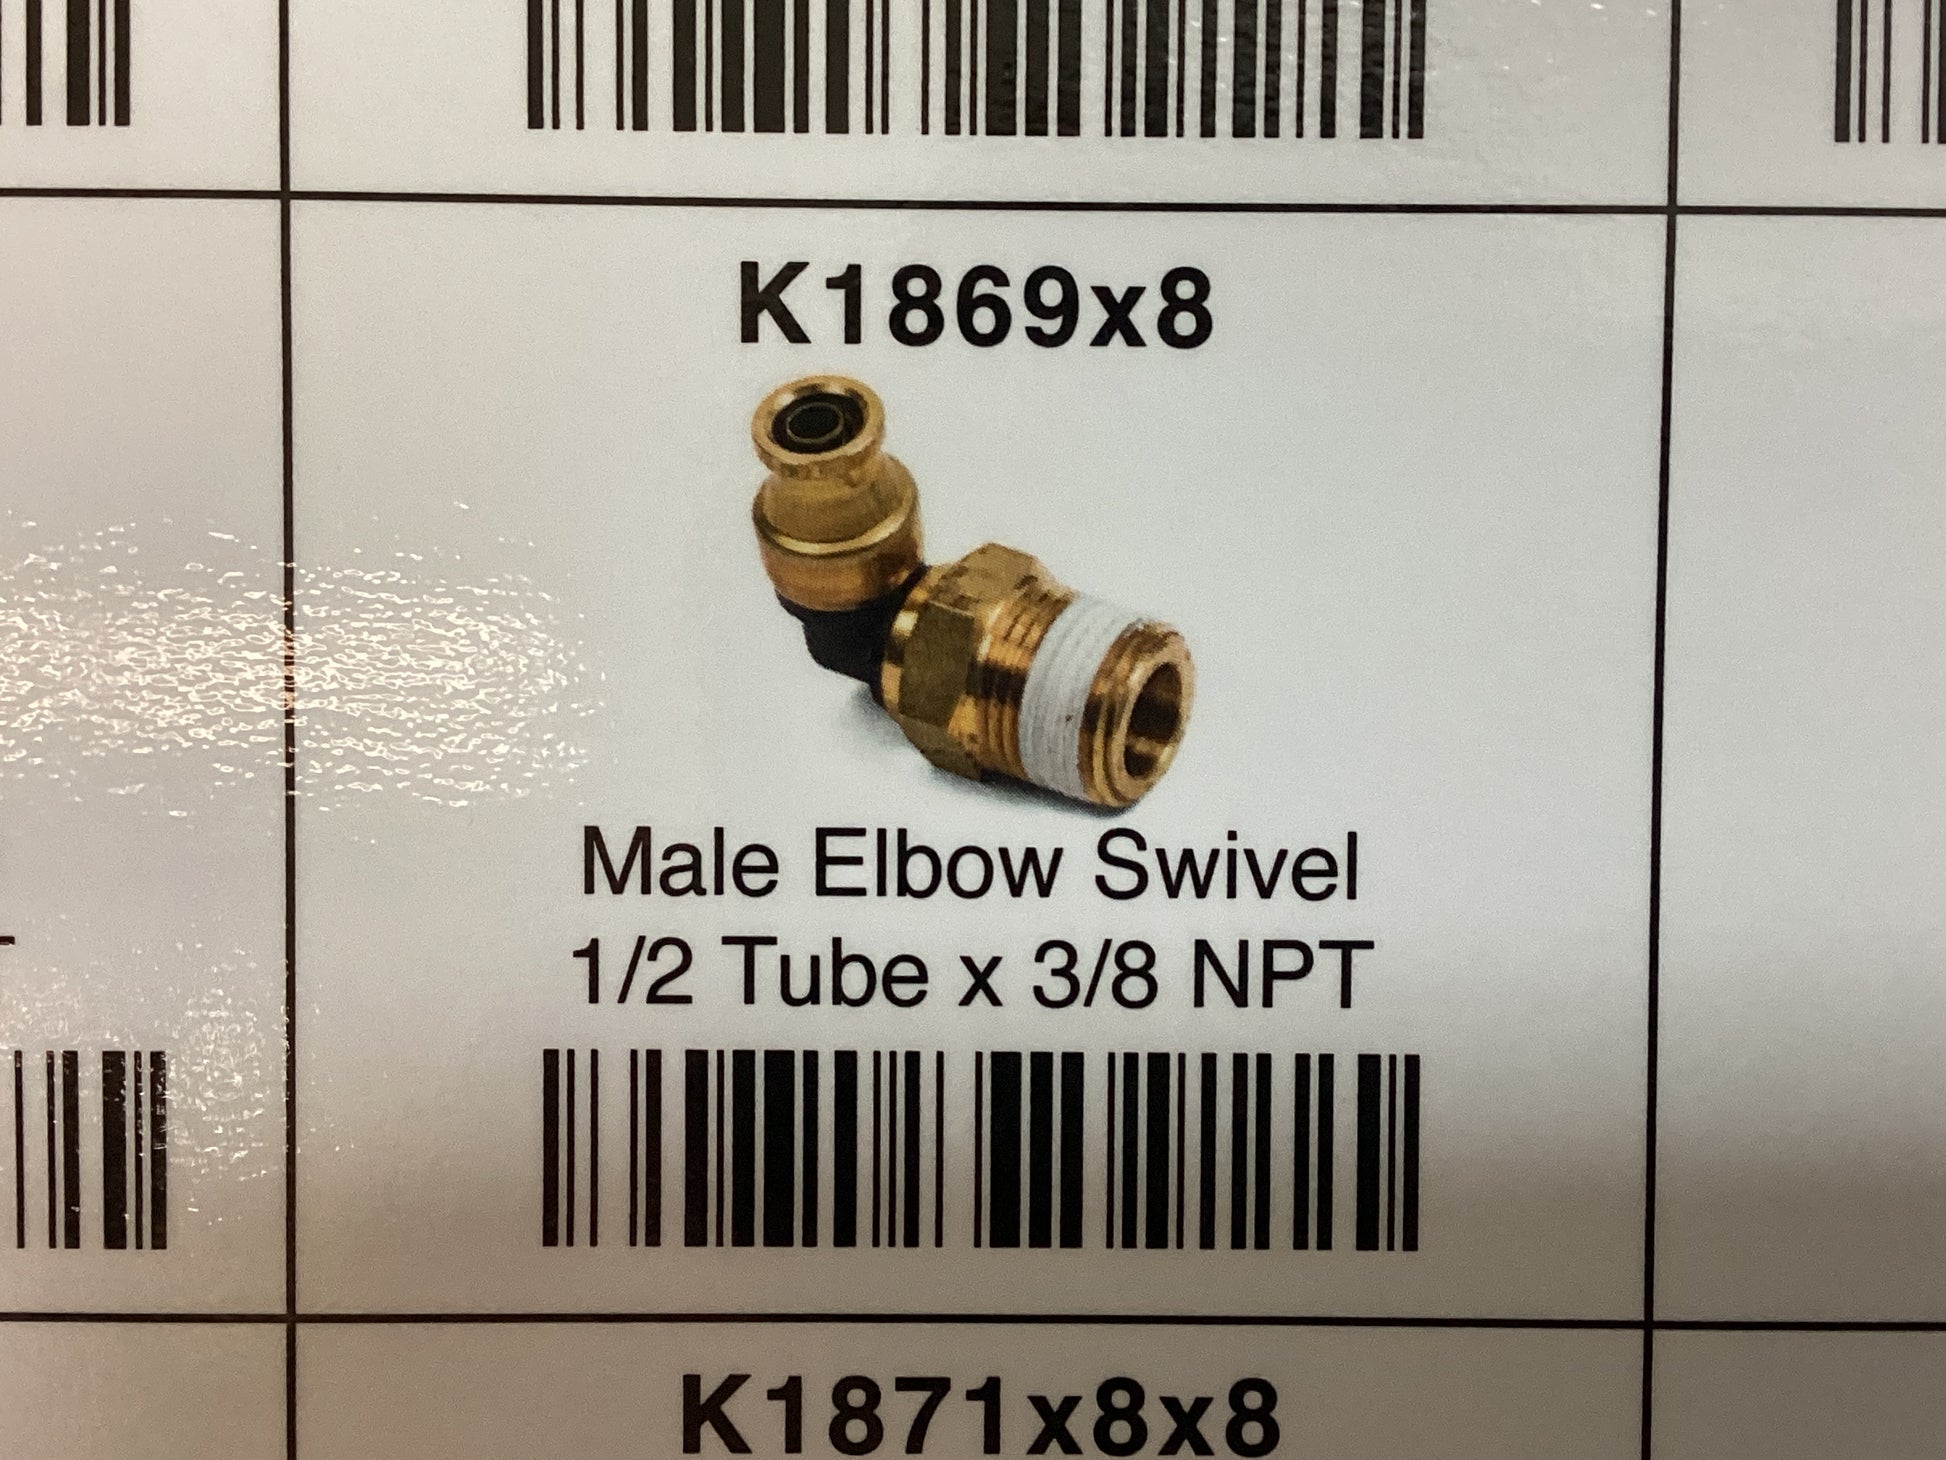 K1869x8
Male Elbow Swivel
1/2 Tube x 3/8 NPT
K1871x8x8